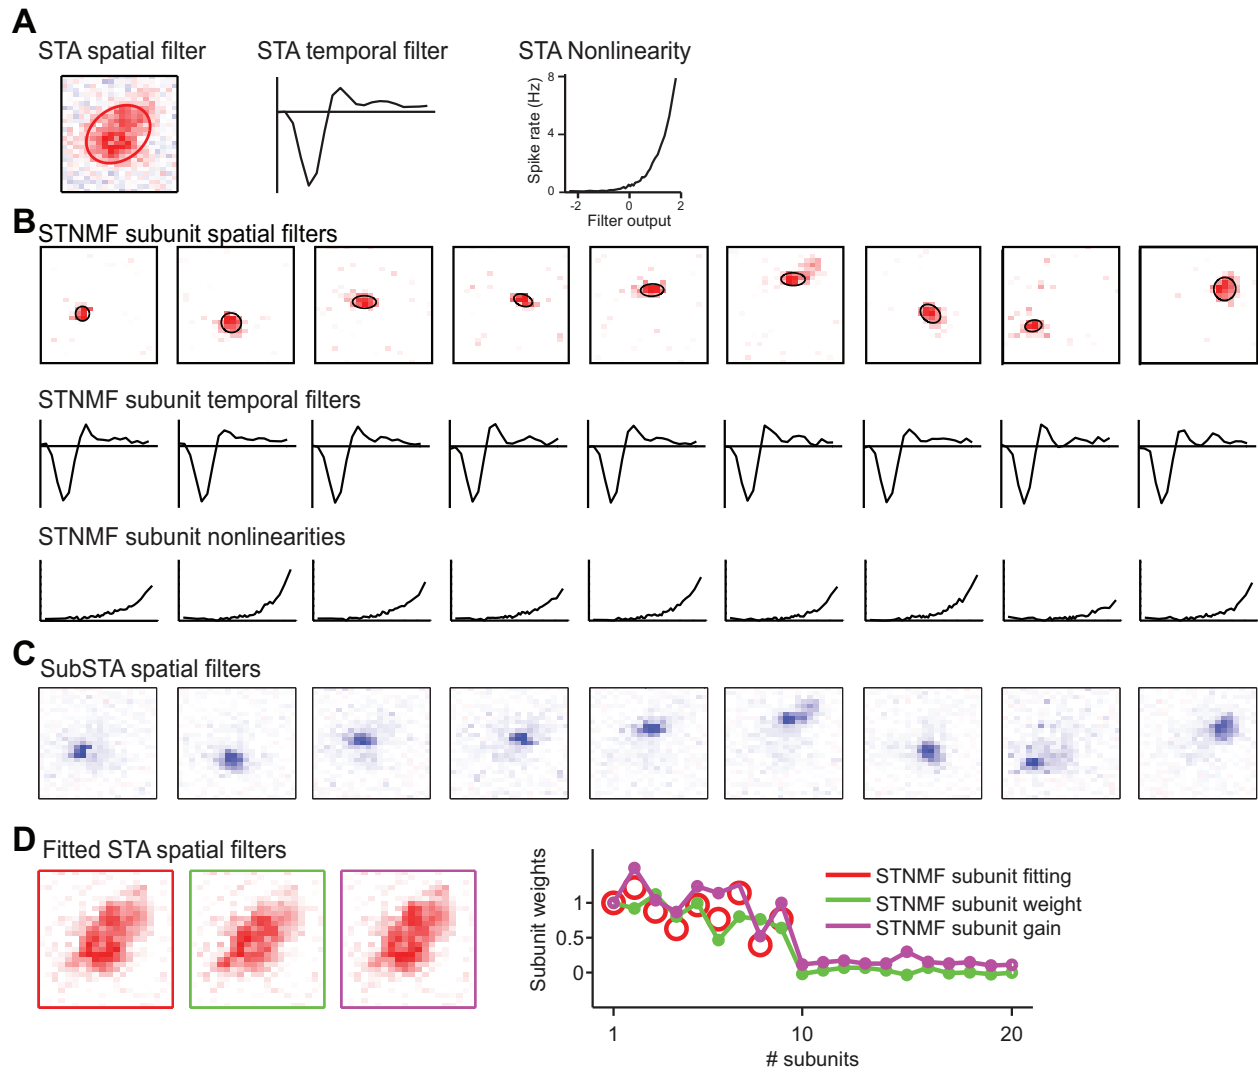 A
STA spatial filter
STA temporal filter
STA Nonlinearity
Spike rate (Hz)
8
4
0
-2
0
2
Filter output
B
STNMF subunit spatial filters
STNMF subunit temporal filters
STNMF subunit nonlinearities
C
SubSTA spatial filters
D
Fitted STA spatial filters
Subunit weights
1
0.5
0
STNMF subunit fitting
STNMF subunit weight
STNMF subunit gain
1
10
20
# subunits